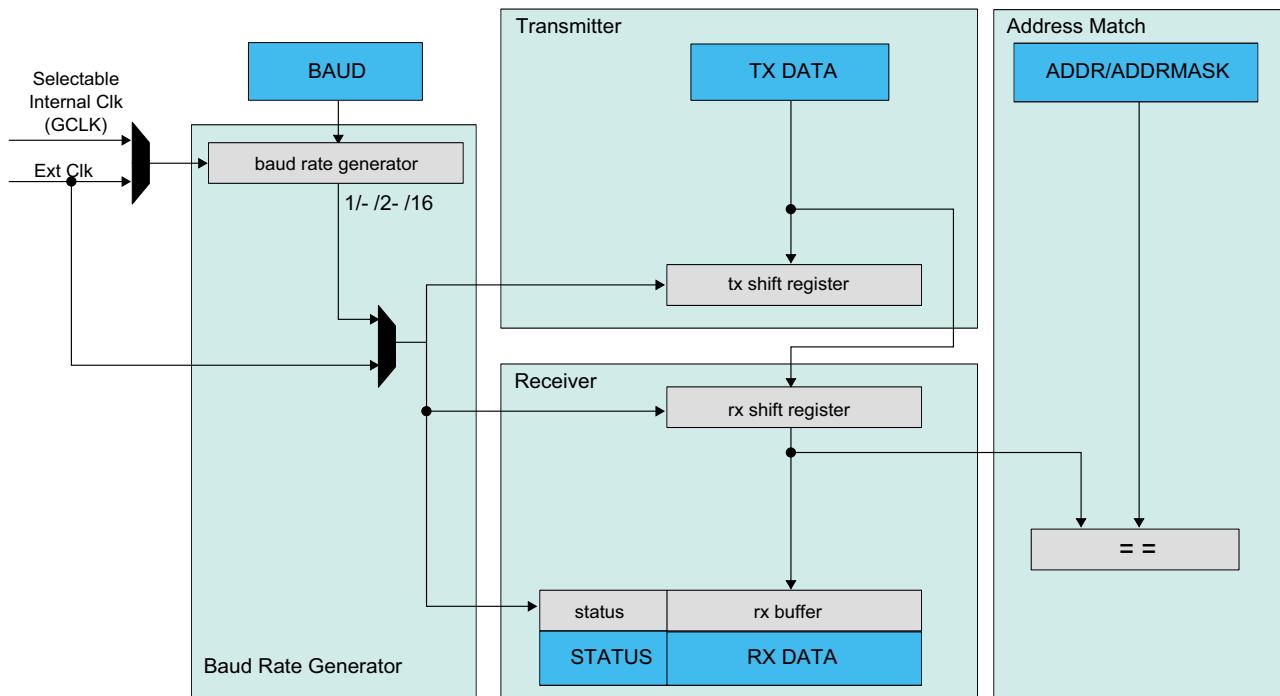 Transmitter
Address Match
BAUD
TX DATA
ADDR/ADDRMASK
Selectable
Internal Clk
(GCLK)
Ext Clk
baud rate generator
1/- /2- /16
tx shift register
Receiver
rx shift register
= =
status
rx buffer
STATUS
RX DATA
Baud Rate Generator